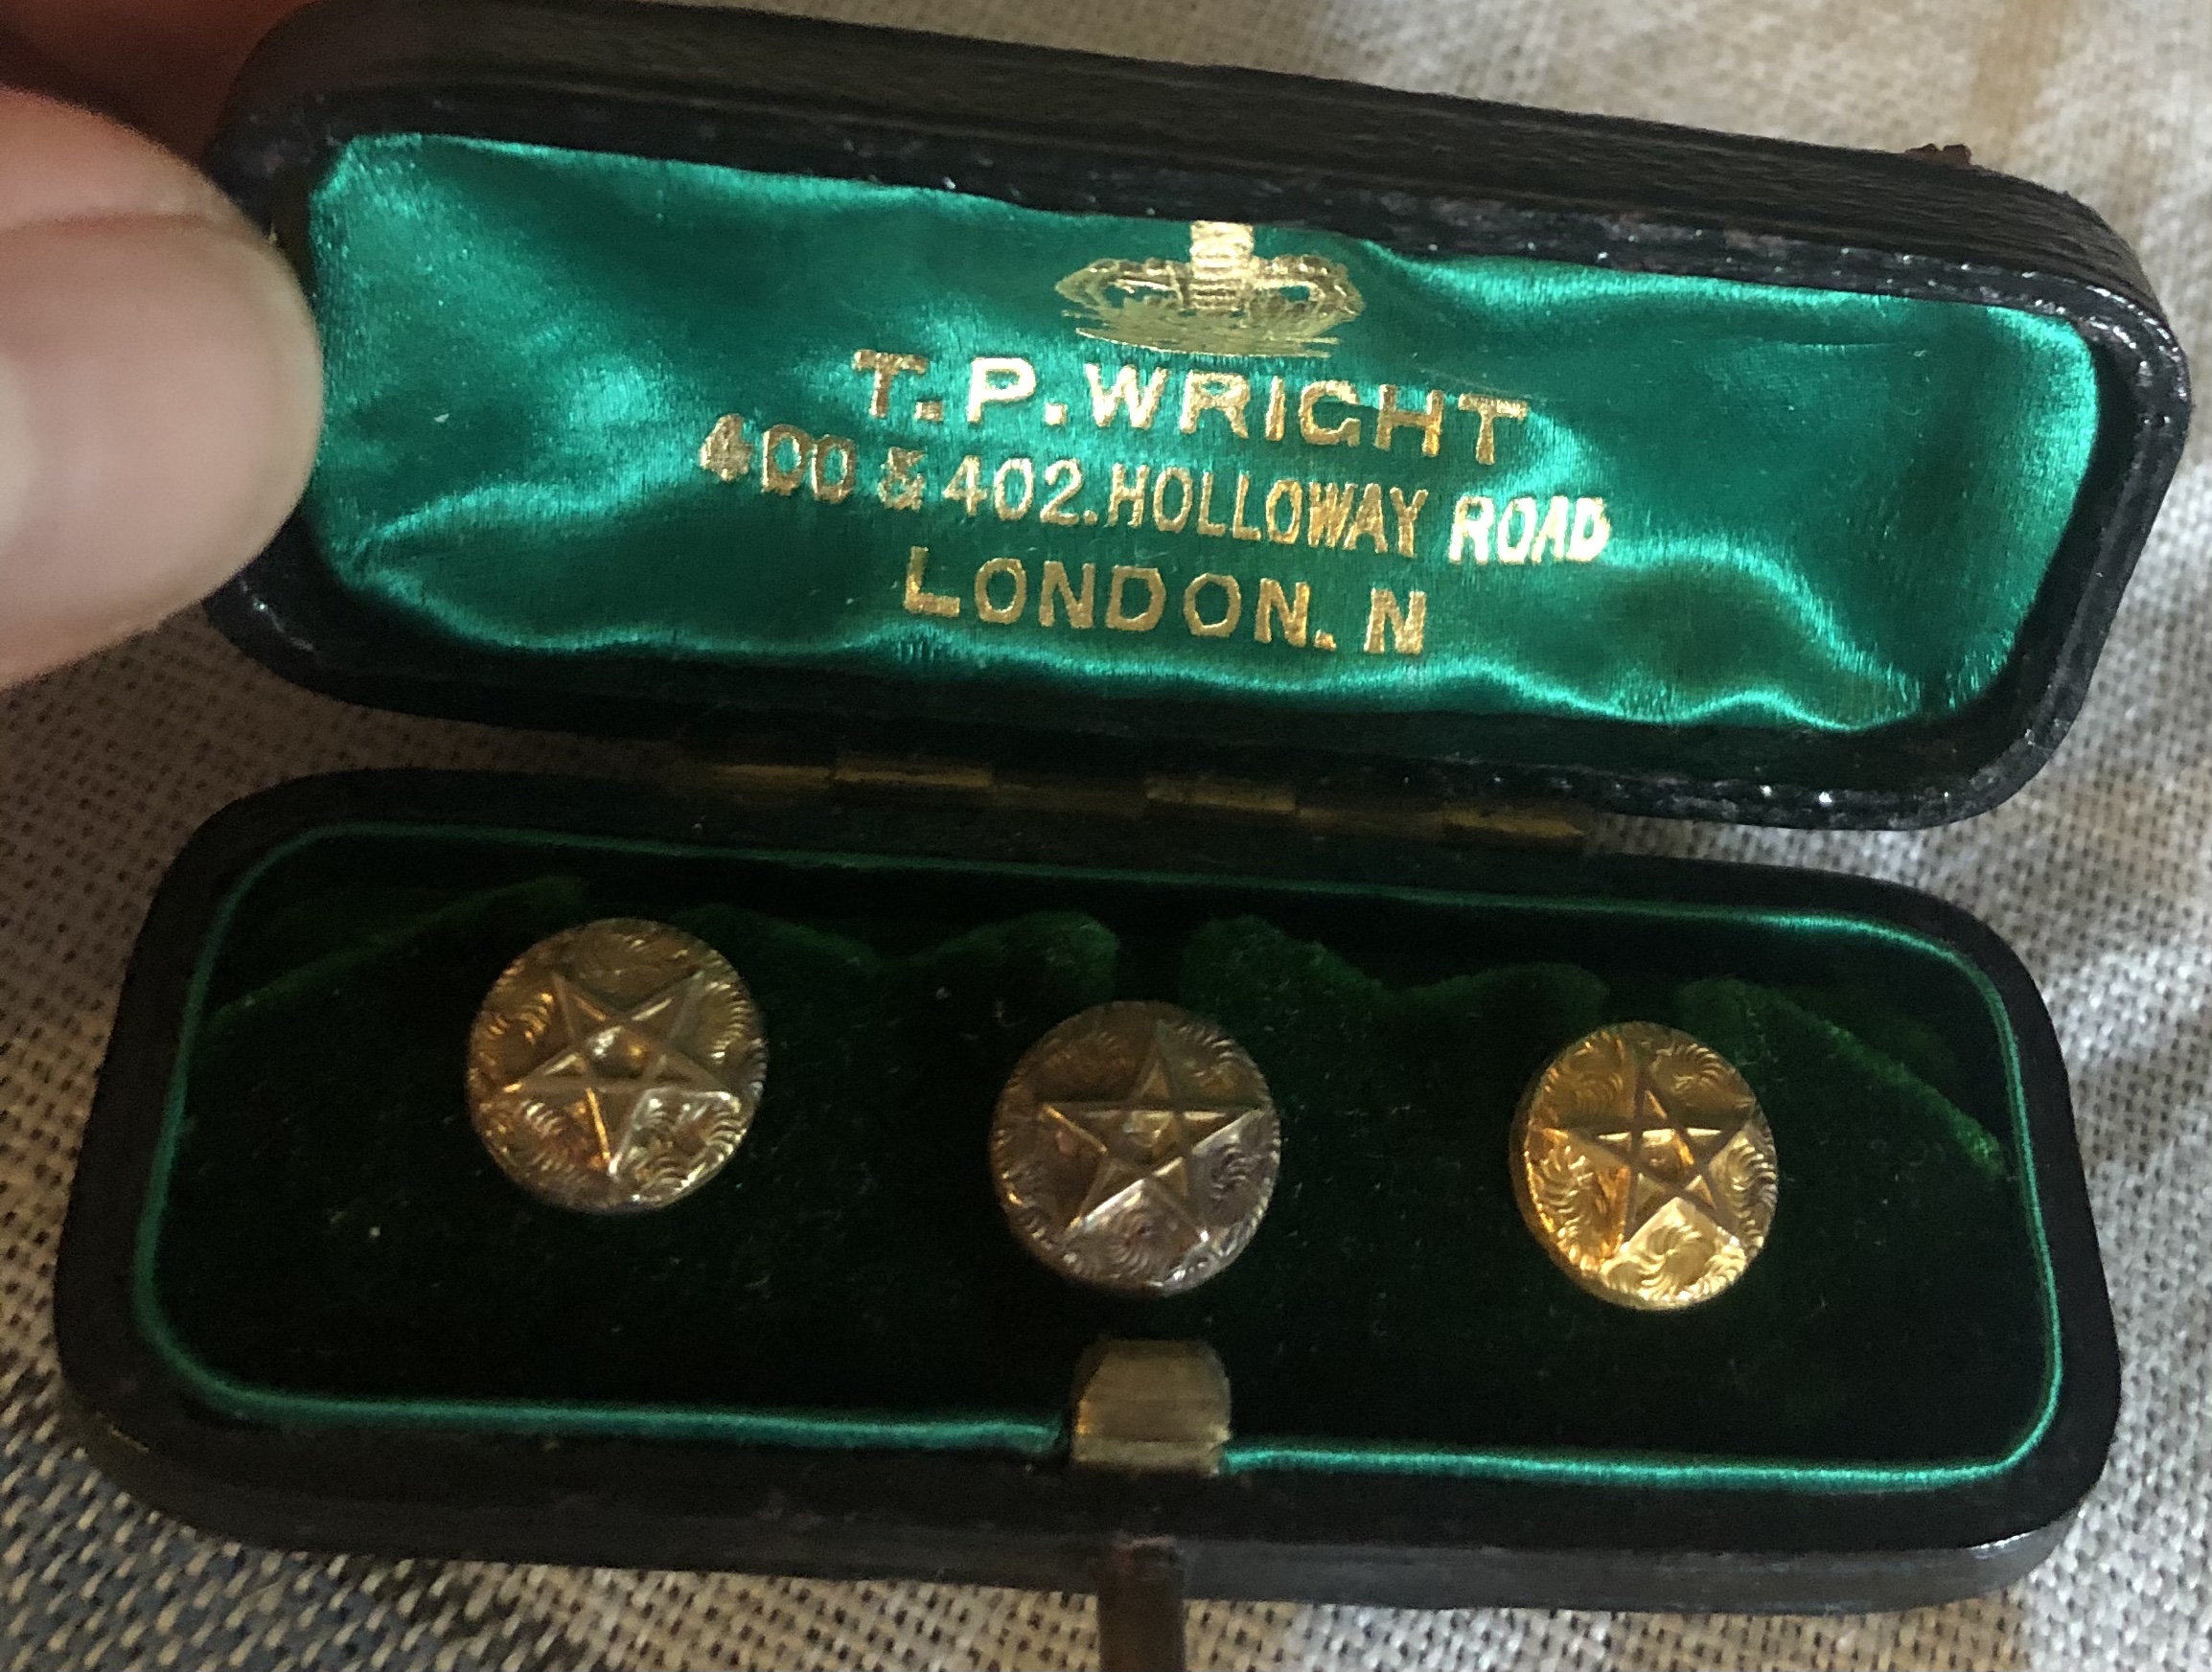 T. P. WRIGHT
400 & 402. HOLLOWAY ROAD
LONDON. N